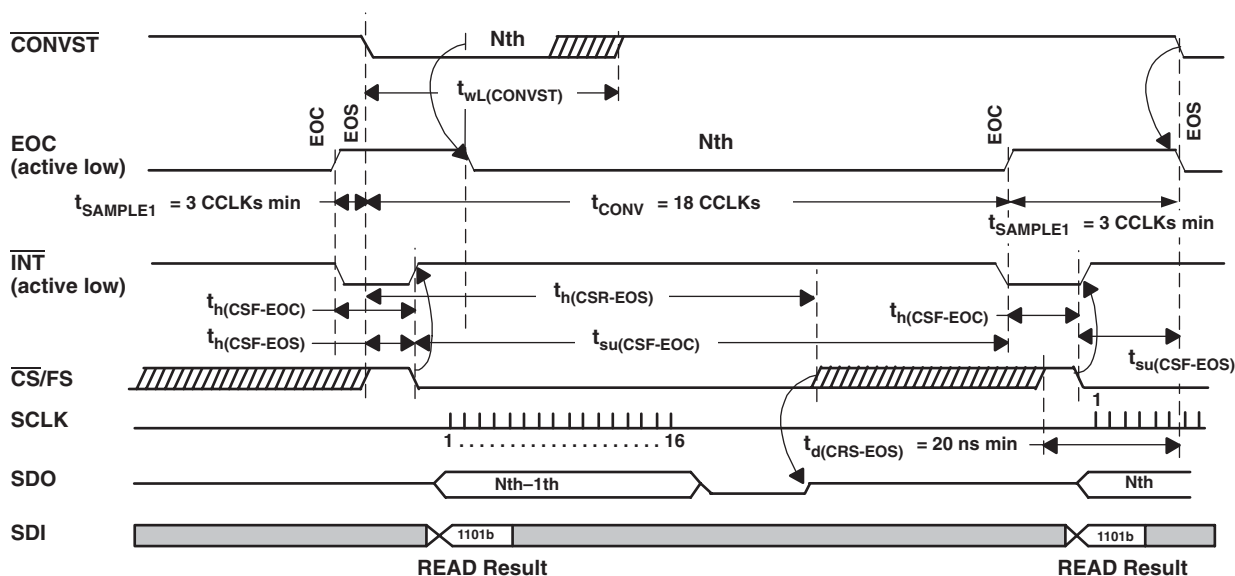 CONVST
Nth
twL(CONVST)
EOC
EOS
EOC
EOS
EOC
(active low)
Nth
tSAMPLE1 = 3 CCLKs min
tCONV = 18 CCLKs
tSAMPLE1 = 3 CCLKs min
INT
(active low)
th(CSF-EOC)
th(CSR-EOS)
th(CSF-EOC)
th(CSF-EOS)
tsu(CSF-EOC)
tsu(CSF-EOS)
CS/FS
1
SCLK
1 . . . . . . . . . . . . . . . . . . . . 16
td(CRS-EOS) = 20 ns min
SDO
Nth–1th
Nth
SDI
1101b
1101b
READ Result
READ Result